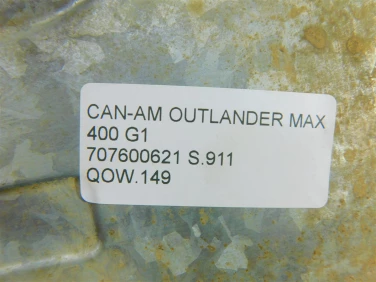 CAN-AM OUTLANDER MAX
400 G1
707600621 S.911
QOW.149